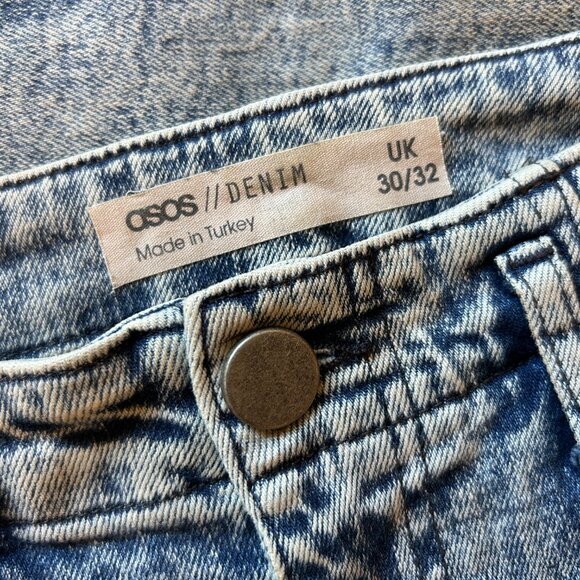 asos // DENIM UK
Made in Turkey 30/32